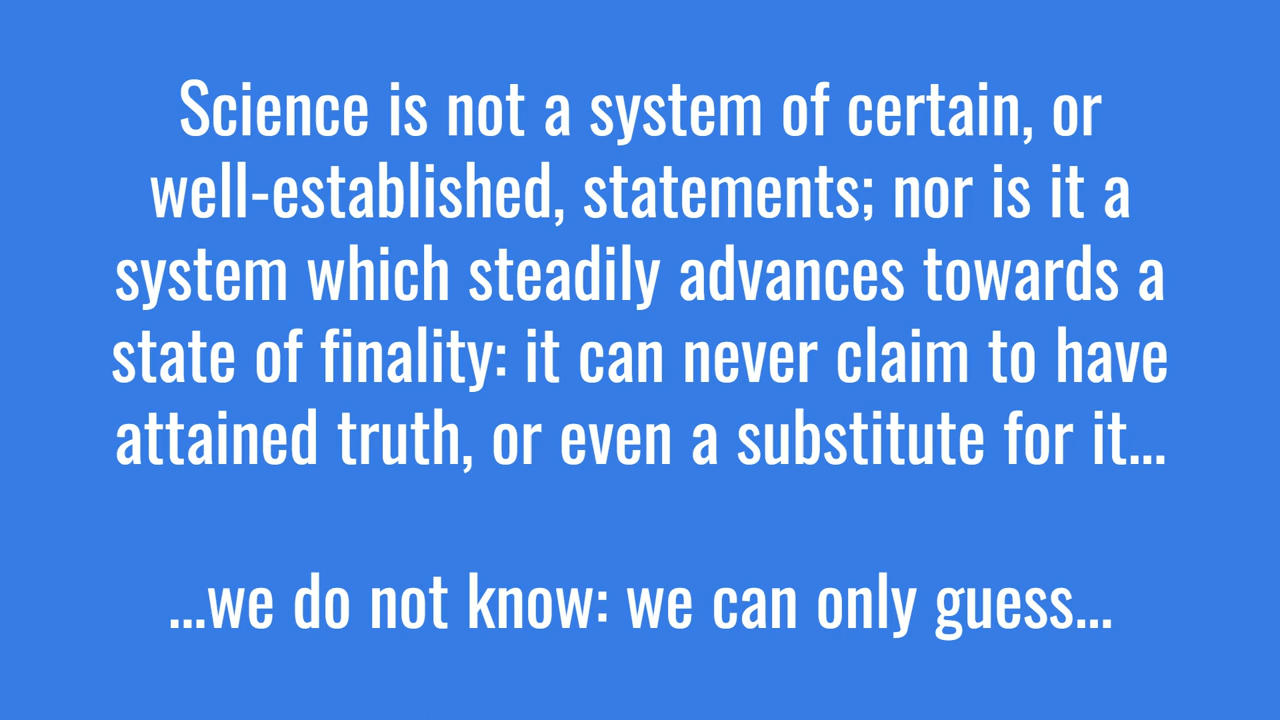 Science is not a system of certain, or
well-established, statements; nor is it a
system which steadily advances towards a
state of finality: it can never claim to have
attained truth, or even a substitute for it...
...we do not know: we can only guess...